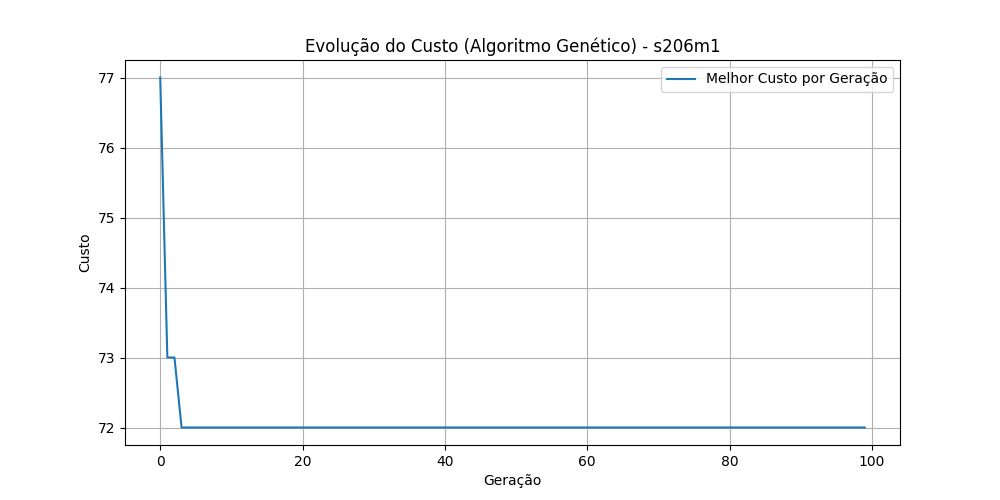 Evolução do Custo (Algoritmo Genético) - s206m1
Melhor Custo por Geração
77
76
75
74
73
72
Custo
0 20 40 60 80 100
Geração